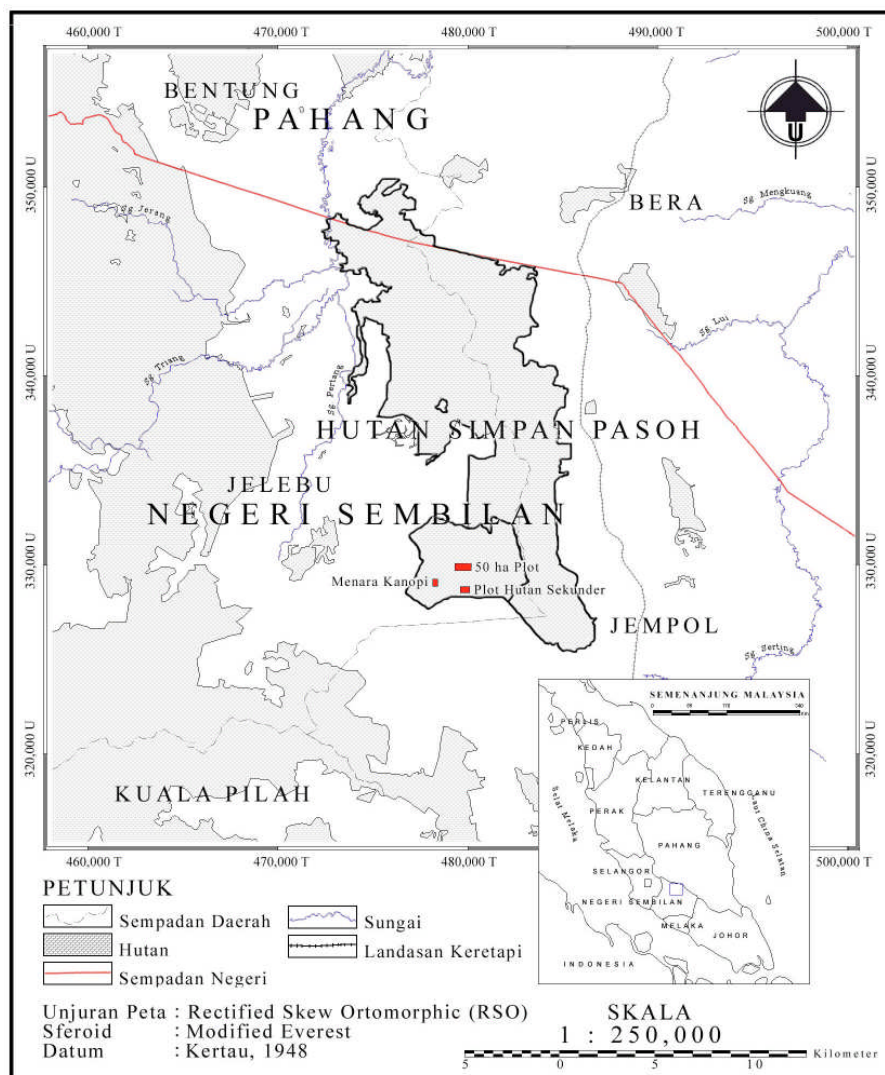 460,000 T
470,000 T
480,000 T
490,000 T
500,000 T
BENTUNG
PAHANG
U
350,000 U
350,000 U
BERA
Sg Mengkuang
Sg Jerang
Sg Lui
340,000 U
340,000 U
Sg Triang
Sg Pertang
HUTAN SIMPAN PASOH
JELEBU
NEGERI SEMBILAN
330,000 U
330,000 U
50 ha Plot
Menara Kanopi
Plot Hutan Sekunder
JEMPOL
Sg Serting
320,000 U
320,000 U
KUALA PILAH
SEMENANJUNG MALAYSIA
PERLIS
KEDAH
KELANTAN
TERENGGANU
PERAK
Selat Melaka
Laut China Selatan
PAHANG
SELANGOR
NEGERI SEMBILAN
MELAKA
JOHOR
INDONESIA
460,000 T
470,000 T
480,000 T
500,000 T
PETUNJUK
Sempadan Daerah
Sungai
Hutan
Landasan Keretapi
Sempadan Negeri
Unjuran Peta : Rectified Skew Ortomorphic (RSO)
Sferoid : Modified Everest
Datum : Kertau, 1948
SKALA
1 : 250,000
5 0 5 10 Kilometer